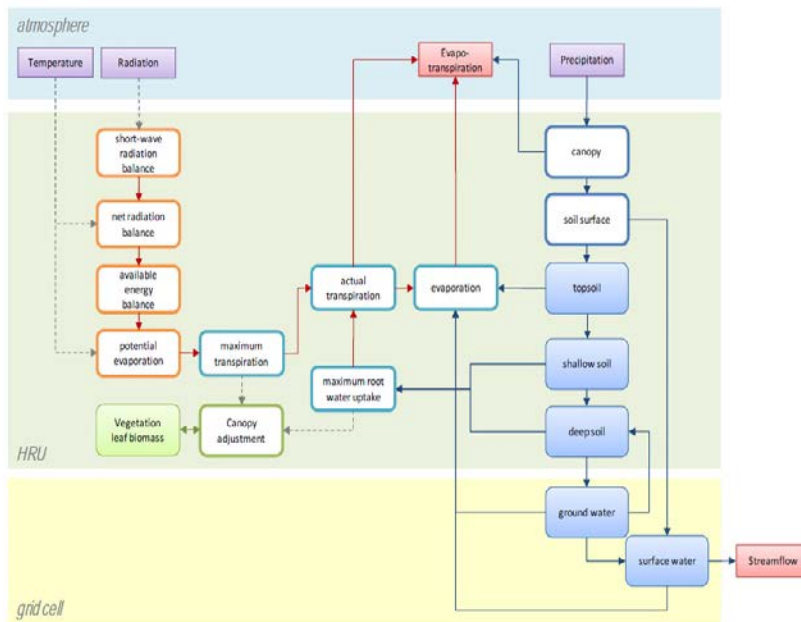 atmosphere
Temperature
Radiation
Evapo-
transpiration
Precipitation
short-wave
radiation
balance
canopy
net radiation
balance
soil surface
available
energy
balance
actual
transpiration
evaporation
topsoil
potential
evaporation
maximum
transpiration
maximum root
water uptake
shallow soil
Vegetation
leaf biomass
Canopy
adjustment
deep soil
HRU
ground water
surface water
Streamflow
grid cell